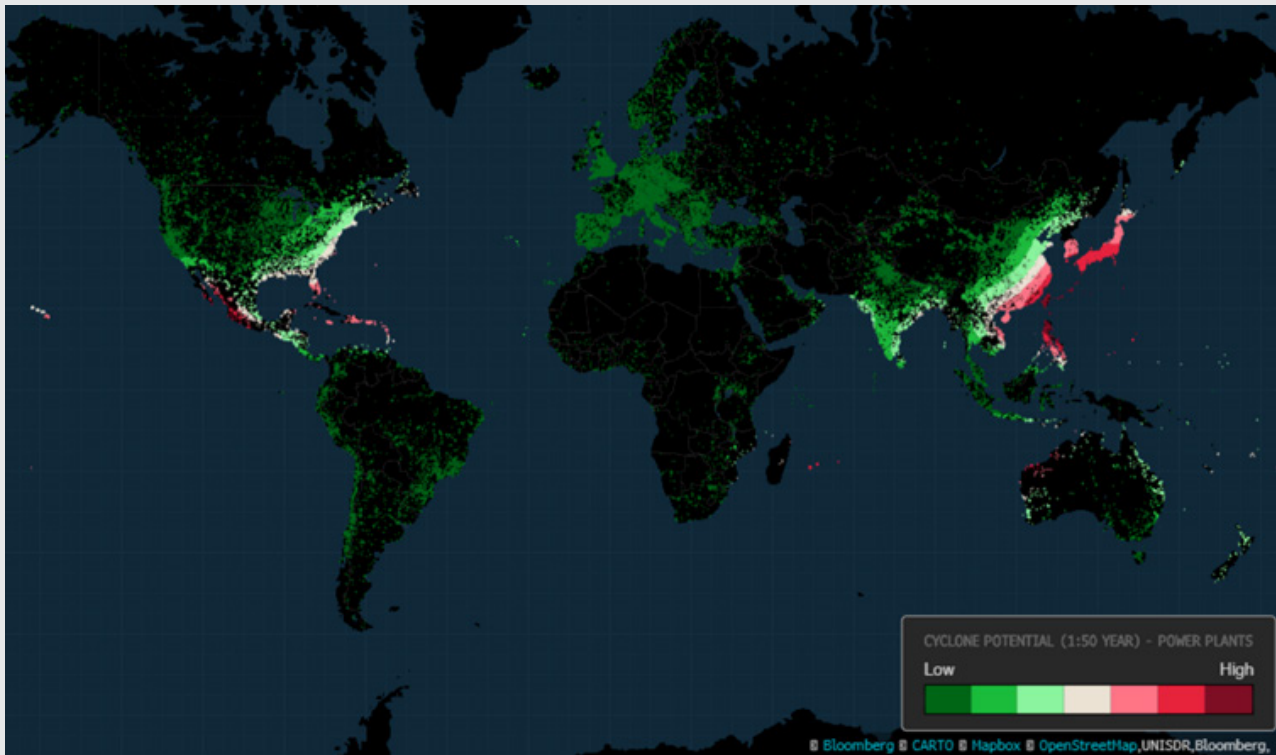 CYCLONE POTENTIAL (1:50 YEAR) - POWER PLANTS
Low High
© Bloomberg © CARTO © Mapbox © OpenStreetMap,UNISDR,Bloomberg